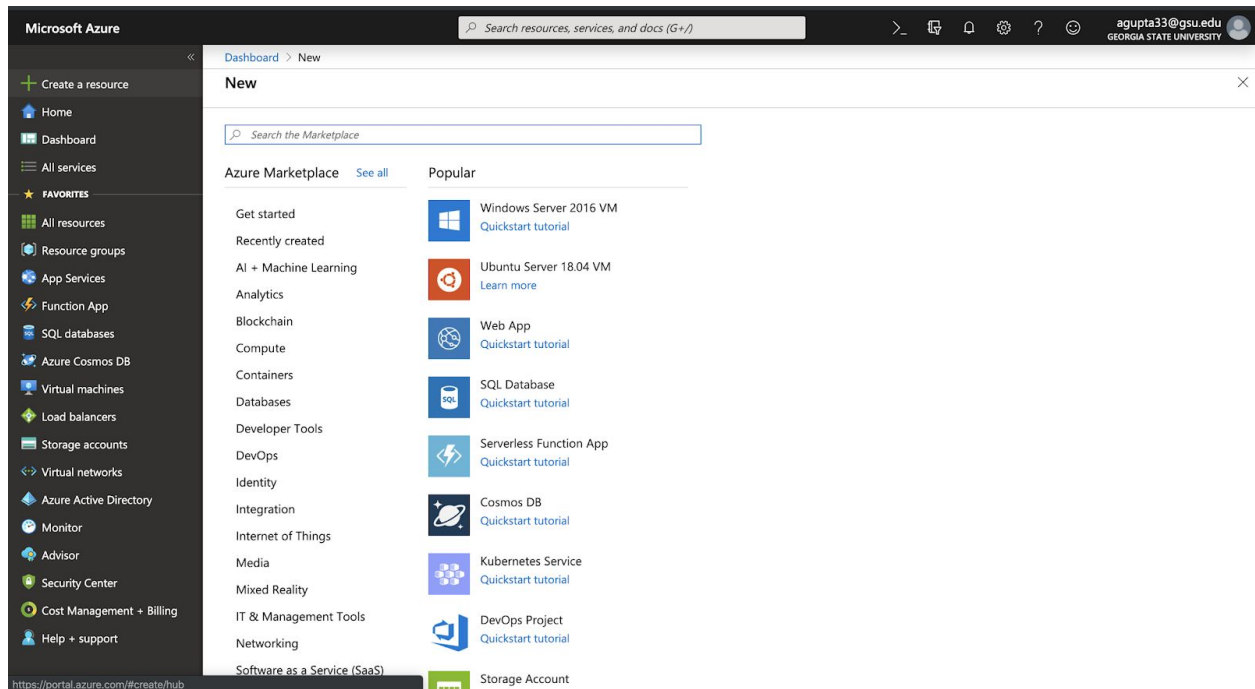 Microsoft Azure
Search resources, services, and docs (G+/)
agupta33@gsu.edu
GEORGIA STATE UNIVERSITY
Create a resource
Home
Dashboard
All services
FAVORITES
All resources
Resource groups
App Services
Function App
SQL databases
Azure Cosmos DB
Virtual machines
Load balancers
Storage accounts
Virtual networks
Azure Active Directory
Monitor
Advisor
Security Center
Cost Management + Billing
Help + support
https://portal.azure.com/#create/hub
Dashboard > New
New
Search the Marketplace
Azure Marketplace See all
Get started
Recently created
AI + Machine Learning
Analytics
Blockchain
Compute
Containers
Databases
Developer Tools
DevOps
Identity
Integration
Internet of Things
Media
Mixed Reality
IT & Management Tools
Networking
Software as a Service (SaaS)
Popular
Windows Server 2016 VM
Quickstart tutorial
Ubuntu Server 18.04 VM
Learn more
Web App
Quickstart tutorial
SQL Database
Quickstart tutorial
Serverless Function App
Quickstart tutorial
Cosmos DB
Quickstart tutorial
Kubernetes Service
Quickstart tutorial
DevOps Project
Quickstart tutorial
Storage Account